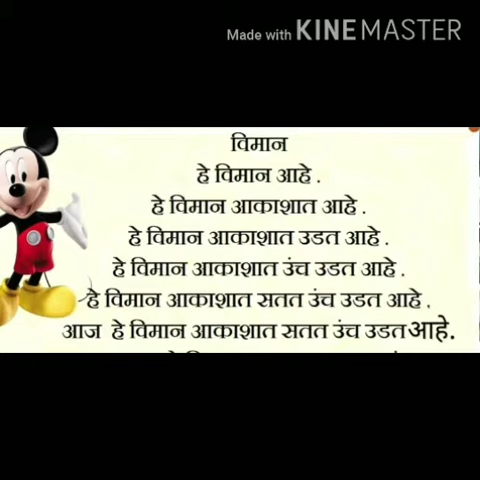 Made with KINEMASTER
विमान
हे विमान आहे .
हे विमान आकाशात आहे .
हे विमान आकाशात उडत आहे .
हे विमान आकाशात उंच उडत आहे .
हे विमान आकाशात सतत उंच उडत आहे .
आज हे विमान आकाशात सतत उंच उडत आहे.